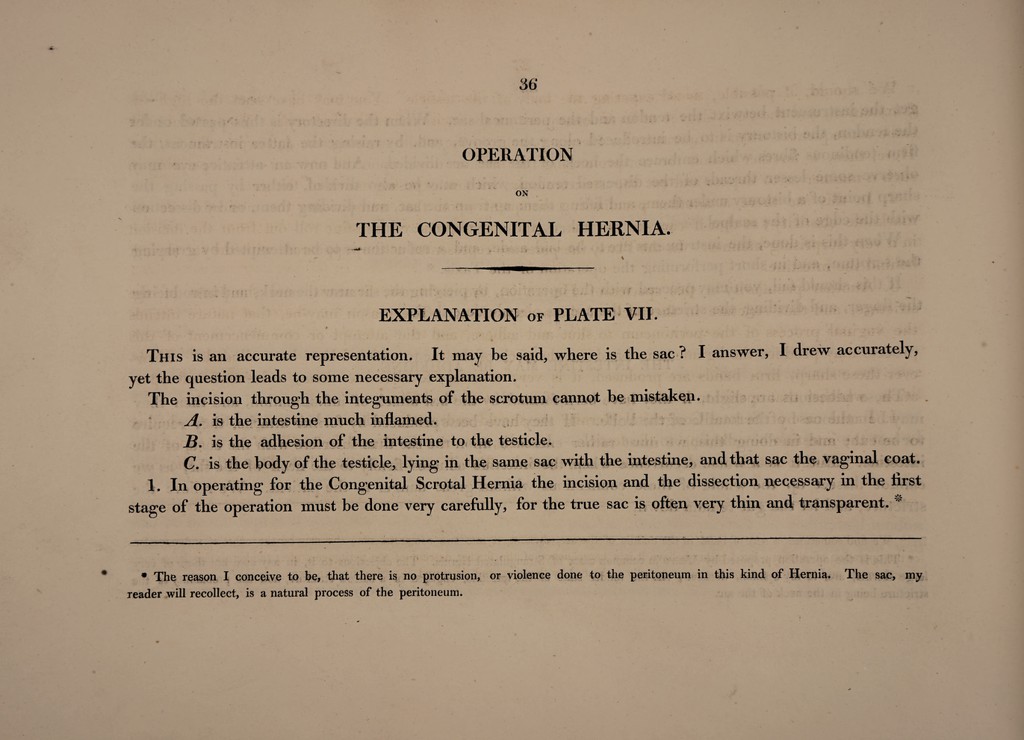 36
OPERATION
ON
THE CONGENITAL HERNIA.
EXPLANATION OF PLATE VII.
THIS is an accurate representation. It may be said, where is the sac? I answer, I drew accurately,
yet the question leads to some necessary explanation.
The incision through the integuments of the scrotum cannot be mistaken.
A. is the intestine much inflamed.
B. is the adhesion of the intestine to the testicle.
C. is the body of the testicle, lying in the same sac with the intestine, and that sac the vaginal coat.
1. In operating for the Congenital Scrotal Hernia the incision and the dissection necessary in the first
stage of the operation must be done very carefully, for the true sac is often very thin and transparent.*
* The reason I conceive to be, that there is no protrusion, or violence done to the peritoneum in this kind of Hernia. The sac, my
reader will recollect, is a natural process of the peritoneum.